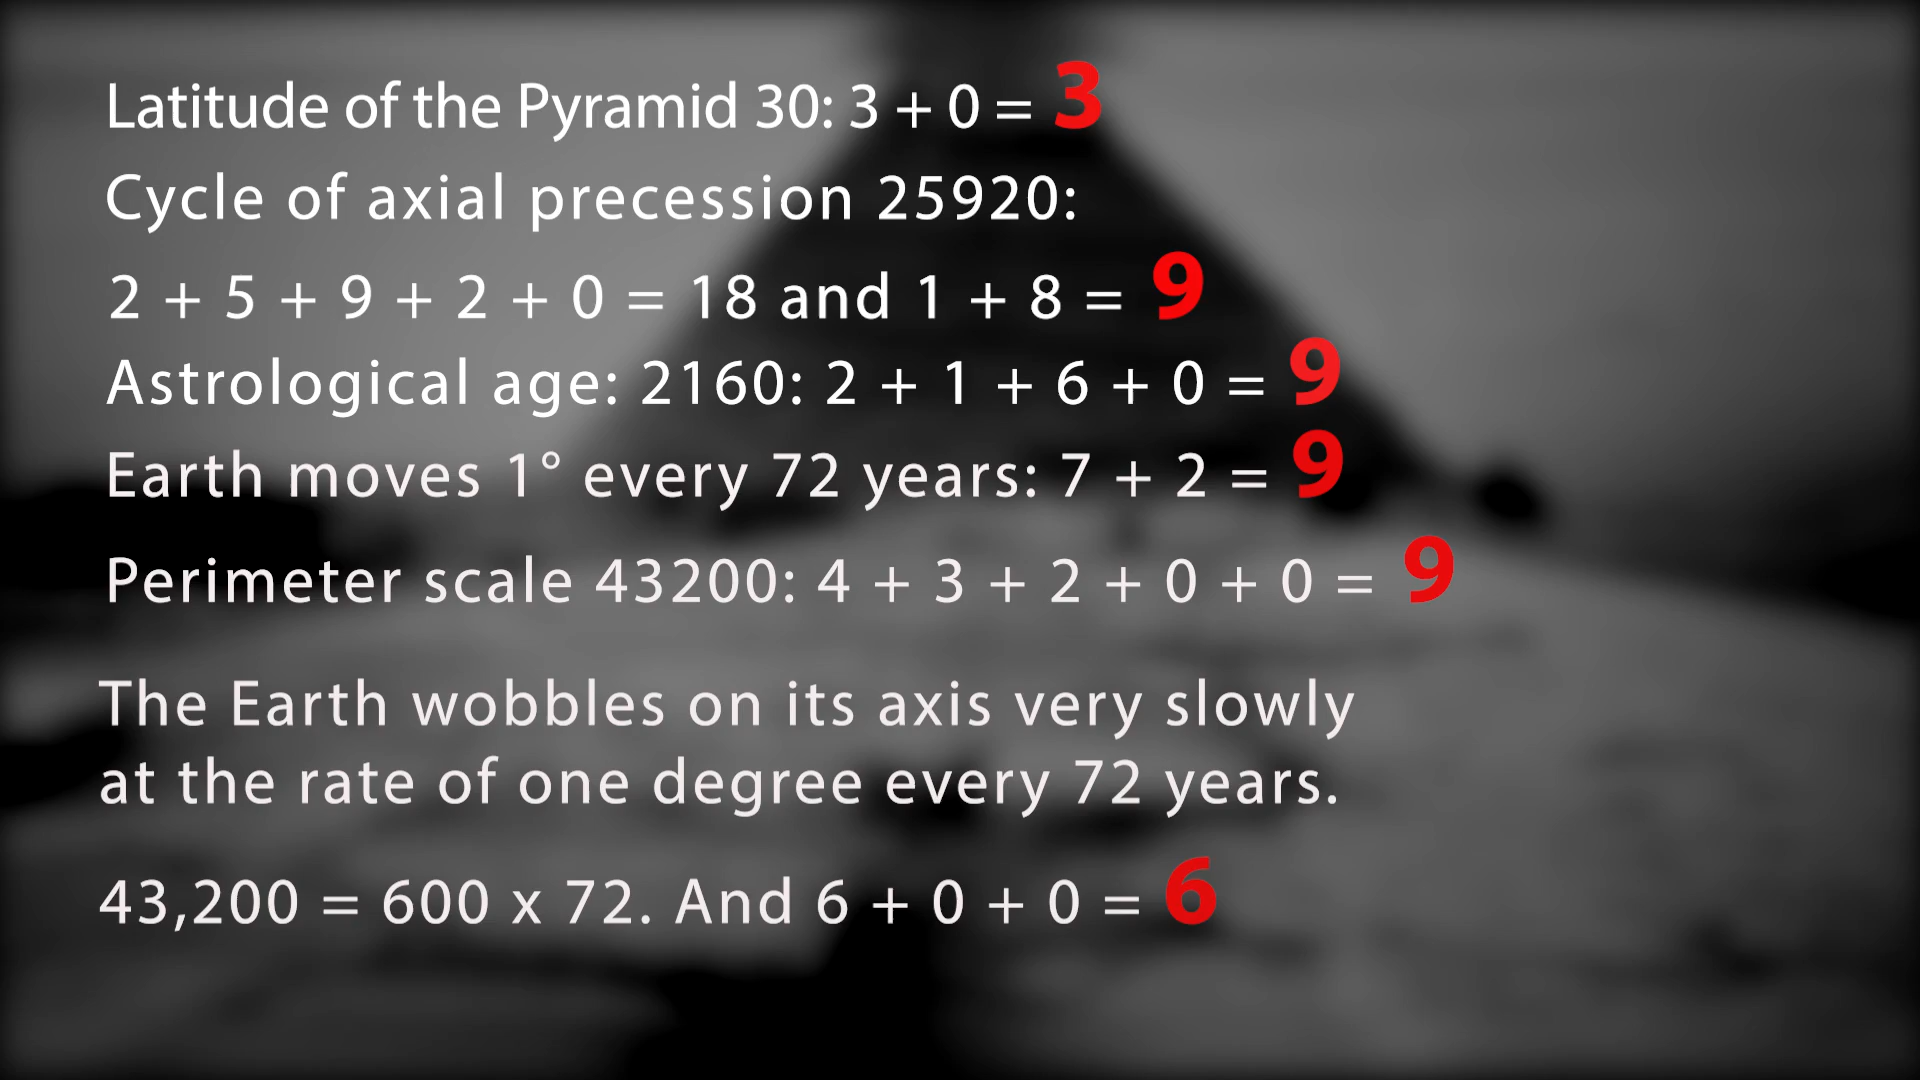 Latitude of the Pyramid 30: 3 + 0 = 3
Cycle of axial precession 25920:
2 + 5 + 9 + 2 + 0 = 18 and 1 + 8 = 9
Astrological age: 2160: 2 + 1 + 6 + 0 = 9
Earth moves 1° every 72 years: 7 + 2 = 9
Perimeter scale 43200: 4 + 3 + 2 + 0 + 0 = 9
The Earth wobbles on its axis very slowly
at the rate of one degree every 72 years.
43,200 = 600 x 72. And 6 + 0 + 0 = 6